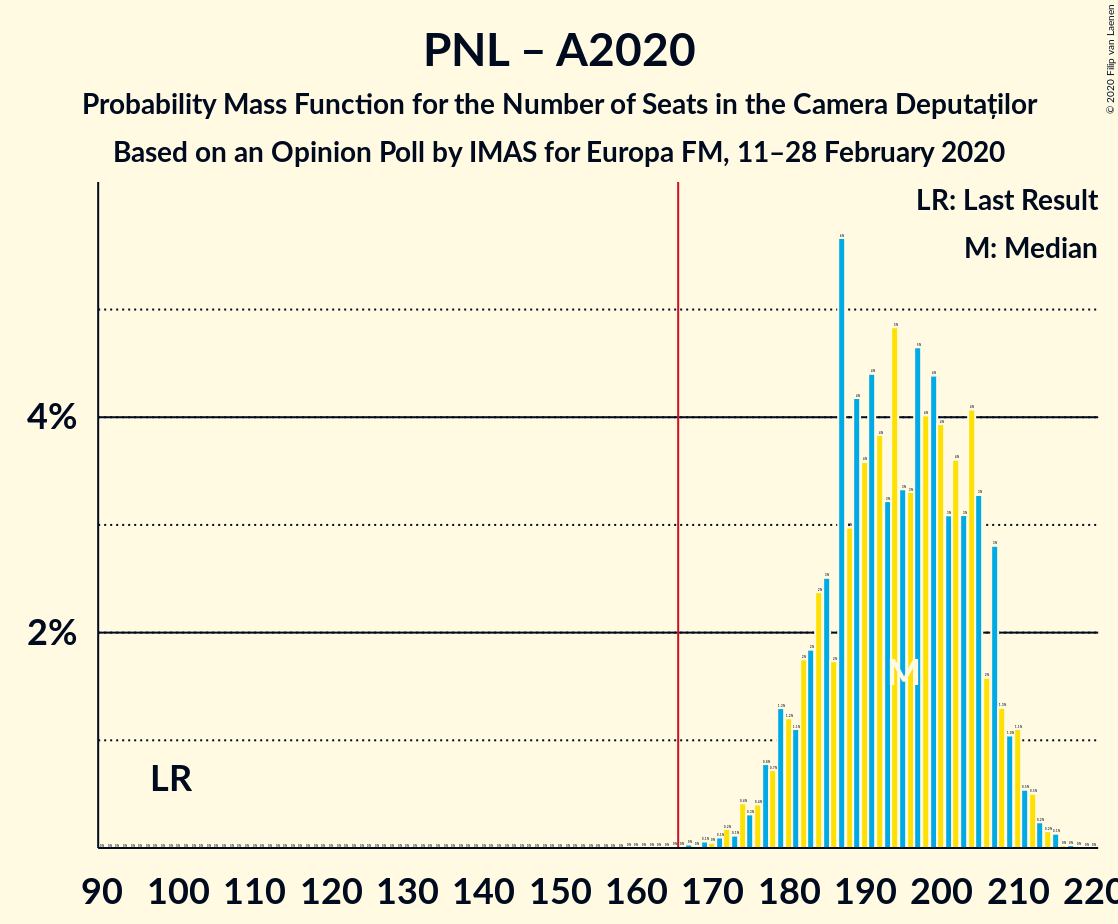 PNL – A2020
Probability Mass Function for the Number of Seats in the Camera Deputaților
Based on an Opinion Poll by IMAS for Europa FM, 11–28 February 2020
© 2020 Filip van Laenen
LR: Last Result
M: Median
4%
2%
M
LR
90 100 110 120 130 140 150 160 170 180 190 200 210 220